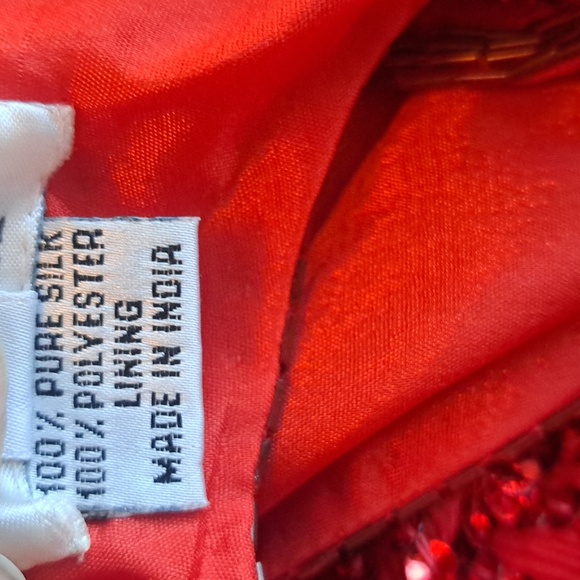 100% PURE SILK
100% POLYESTER
LINING
MADE IN INDIA